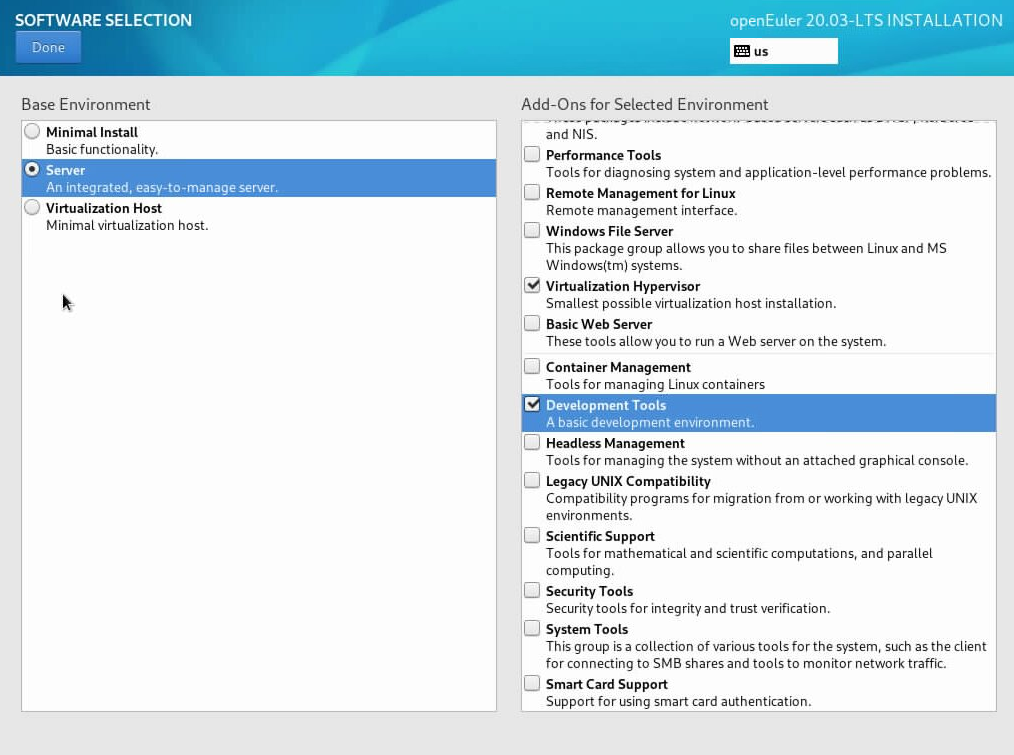 SOFTWARE SELECTION
openEuler 20.03-LTS INSTALLATION
Done
us
Base Environment
Minimal Install
Basic functionality.
Server
An integrated, easy-to-manage server.
Virtualization Host
Minimal virtualization host.
Add-Ons for Selected Environment
and NIS.
Performance Tools
Tools for diagnosing system and application-level performance problems.
Remote Management for Linux
Remote management interface.
Windows File Server
This package group allows you to share files between Linux and MS
Windows(tm) systems.
Virtualization Hypervisor
Smallest possible virtualization host installation.
Basic Web Server
These tools allow you to run a Web server on the system.
Container Management
Tools for managing Linux containers
Development Tools
A basic development environment.
Headless Management
Tools for managing the system without an attached graphical console.
Legacy UNIX Compatibility
Compatibility programs for migration from or working with legacy UNIX
environments.
Scientific Support
Tools for mathematical and scientific computations, and parallel
computing.
Security Tools
Security tools for integrity and trust verification.
System Tools
This group is a collection of various tools for the system, such as the client
for connecting to SMB shares and tools to monitor network traffic.
Smart Card Support
Support for using smart card authentication.